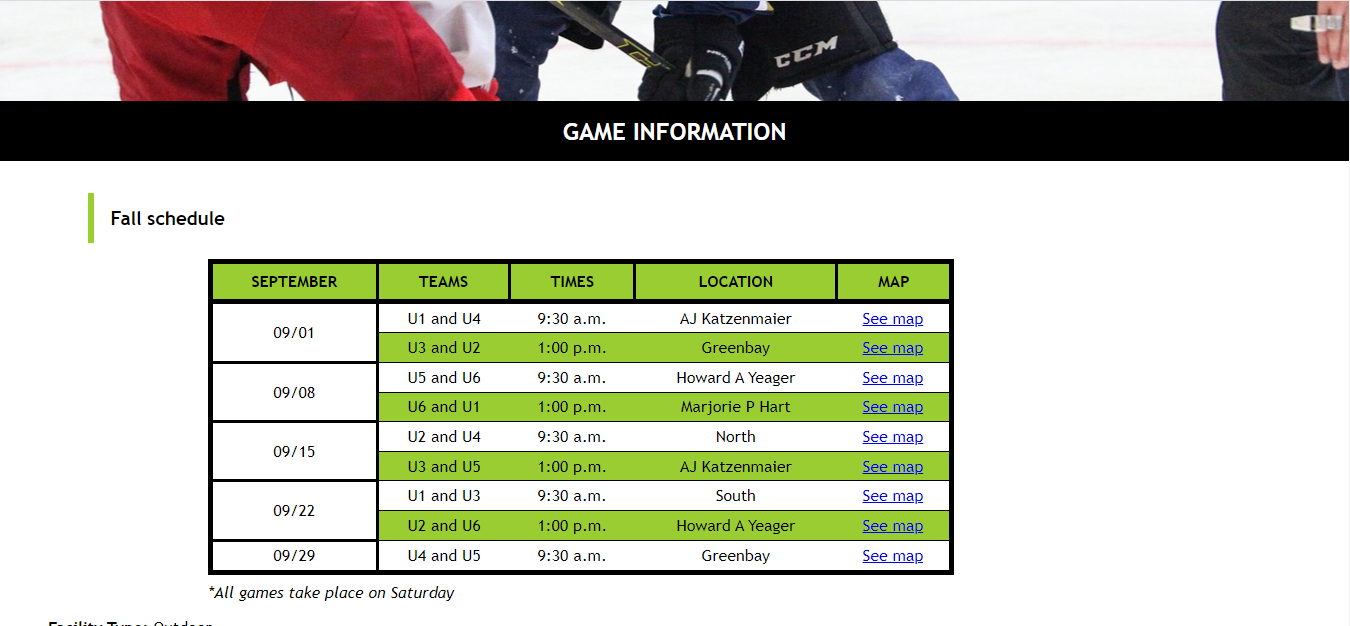 CCM
GAME INFORMATION
Fall schedule
SEPTEMBER TEAMS TIMES LOCATION MAP
09/01 U1 and U4 9:30 a.m. AJ Katzenmaier See map
U3 and U2 1:00 p.m. Greenbay See map
09/08 U5 and U6 9:30 a.m. Howard A Yeager See map
U6 and U1 1:00 p.m. Marjorie P Hart See map
09/15 U2 and U4 9:30 a.m. North See map
U3 and U5 1:00 p.m. AJ Katzenmaier See map
09/22 U1 and U3 9:30 a.m. South See map
U2 and U6 1:00 p.m. Howard A Yeager See map
09/29 U4 and U5 9:30 a.m. Greenbay See map
*All games take place on Saturday
Facility Type: Outdoor